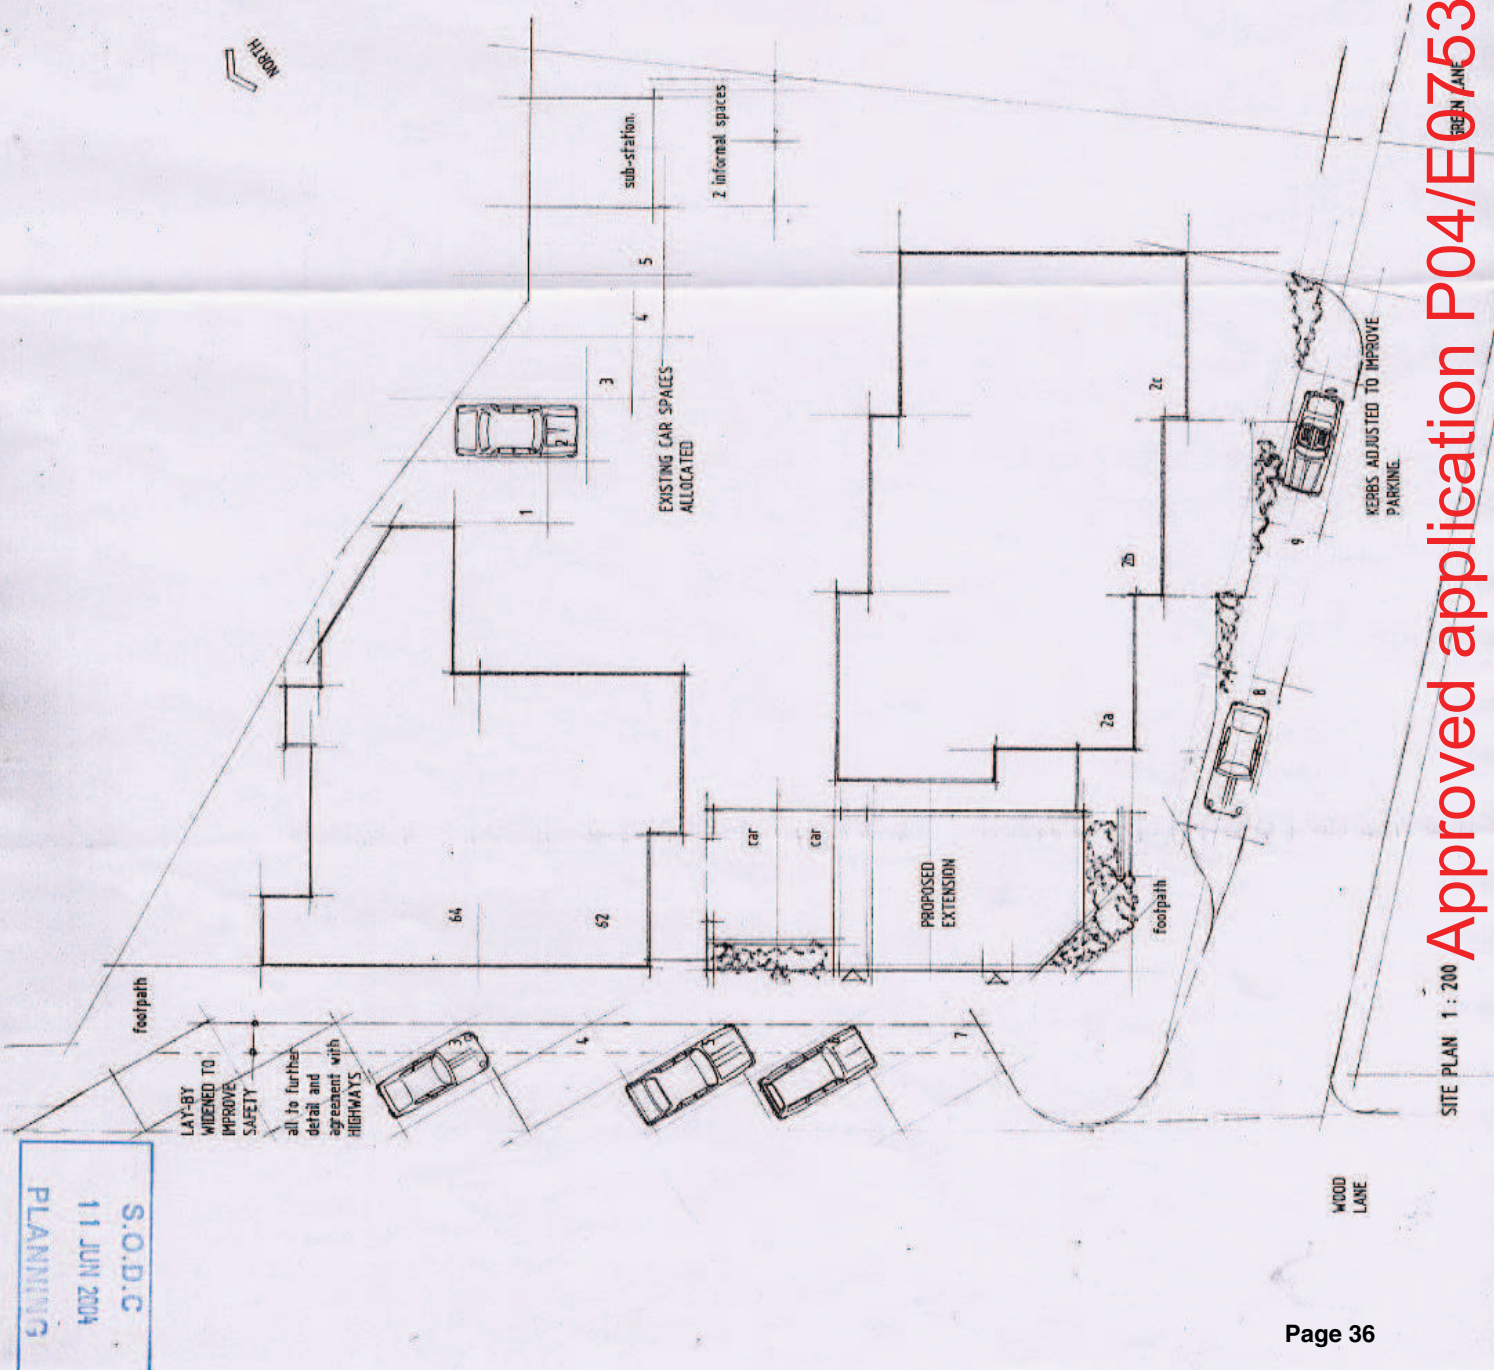 NORTH
sub-station.
2 informal spaces
5
4
3
2
1
EXISTING CAR SPACES
ALLOCATED
2c
2b
2a
KERBS ADJUSTED TO IMPROVE
PARKING.
9
8
car
car
PROPOSED
EXTENSION
footpath
64
62
footpath
LAY-BY
WIDENED TO
IMPROVE
SAFETY
all to further
detail and
agreement with
HIGHWAYS
3
4
5
6
7
WOOD
LANE
SITE PLAN 1 : 200
GREEN LANE
Approved application P04/E0753
S.O.D.C
11 JUN 2004
PLANNING
Page 36